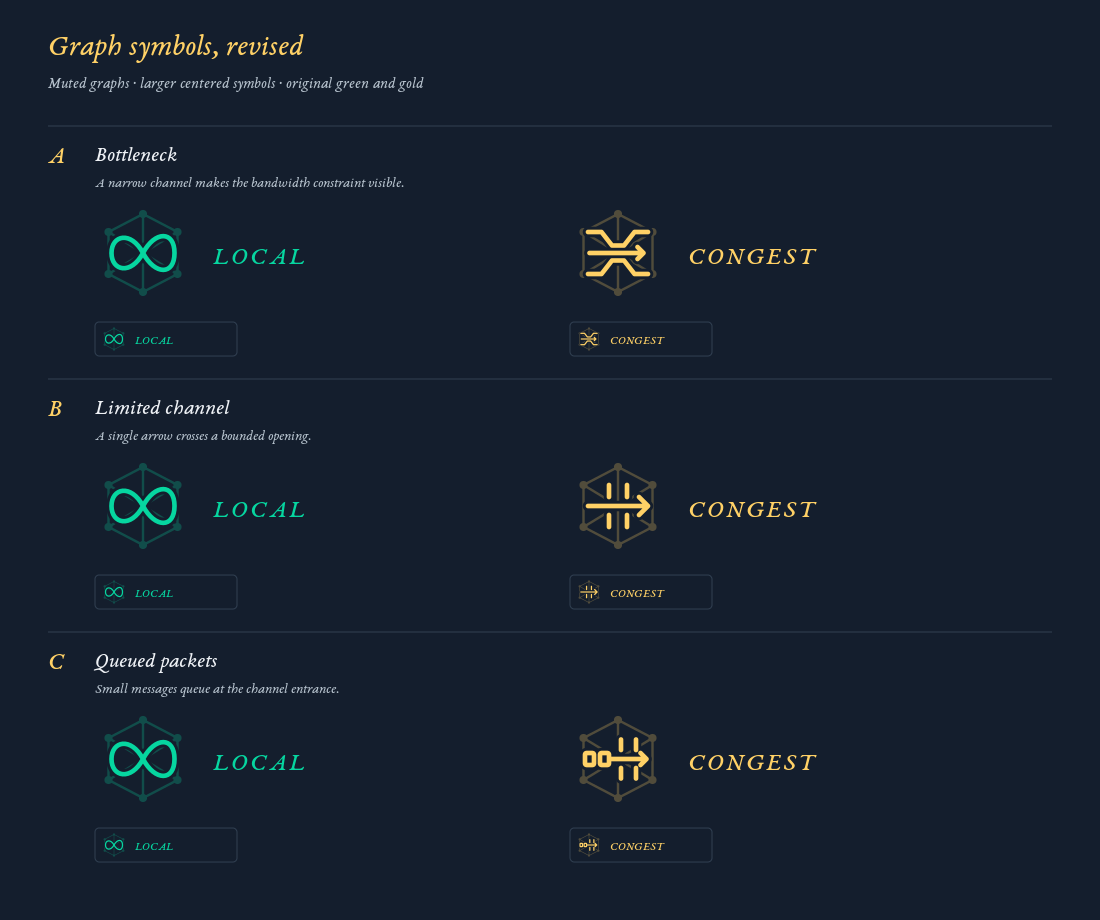 Graph symbols, revised
Muted graphs · larger centered symbols · original green and gold
A Bottleneck
A narrow channel makes the bandwidth constraint visible.
LOCAL CONGEST
LOCAL CONGEST
B Limited channel
A single arrow crosses a bounded opening.
LOCAL CONGEST
LOCAL CONGEST
C Queued packets
Small messages queue at the channel entrance.
LOCAL CONGEST
LOCAL CONGEST